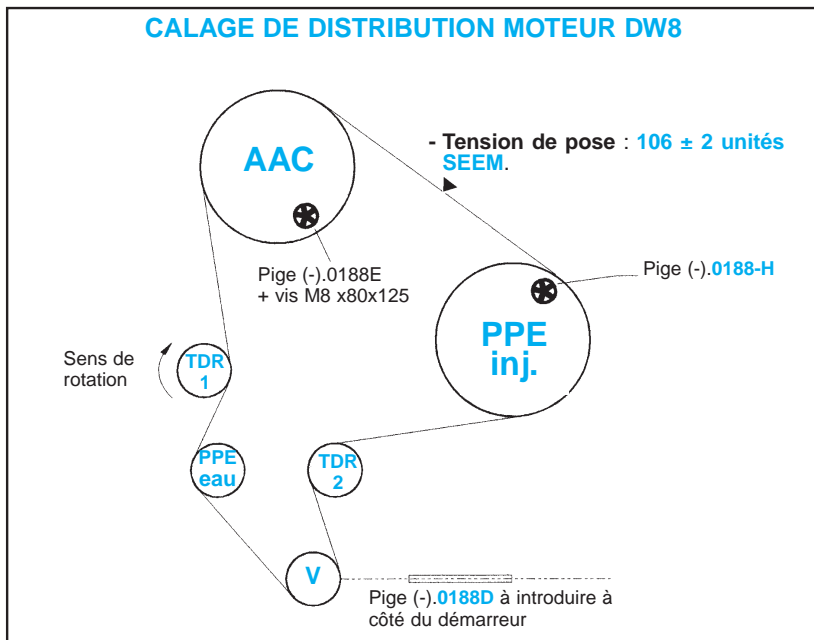 CALAGE DE DISTRIBUTION MOTEUR DW8
AAC
- Tension de pose : 106 ± 2 unités
SEEM.
Pige (-).0188E
+ vis M8 x80x125
Pige (-).0188-H
PPE
inj.
Sens de
rotation
TDR
1
PPE
eau
TDR
2
V
Pige (-).0188D à introduire à
côté du démarreur